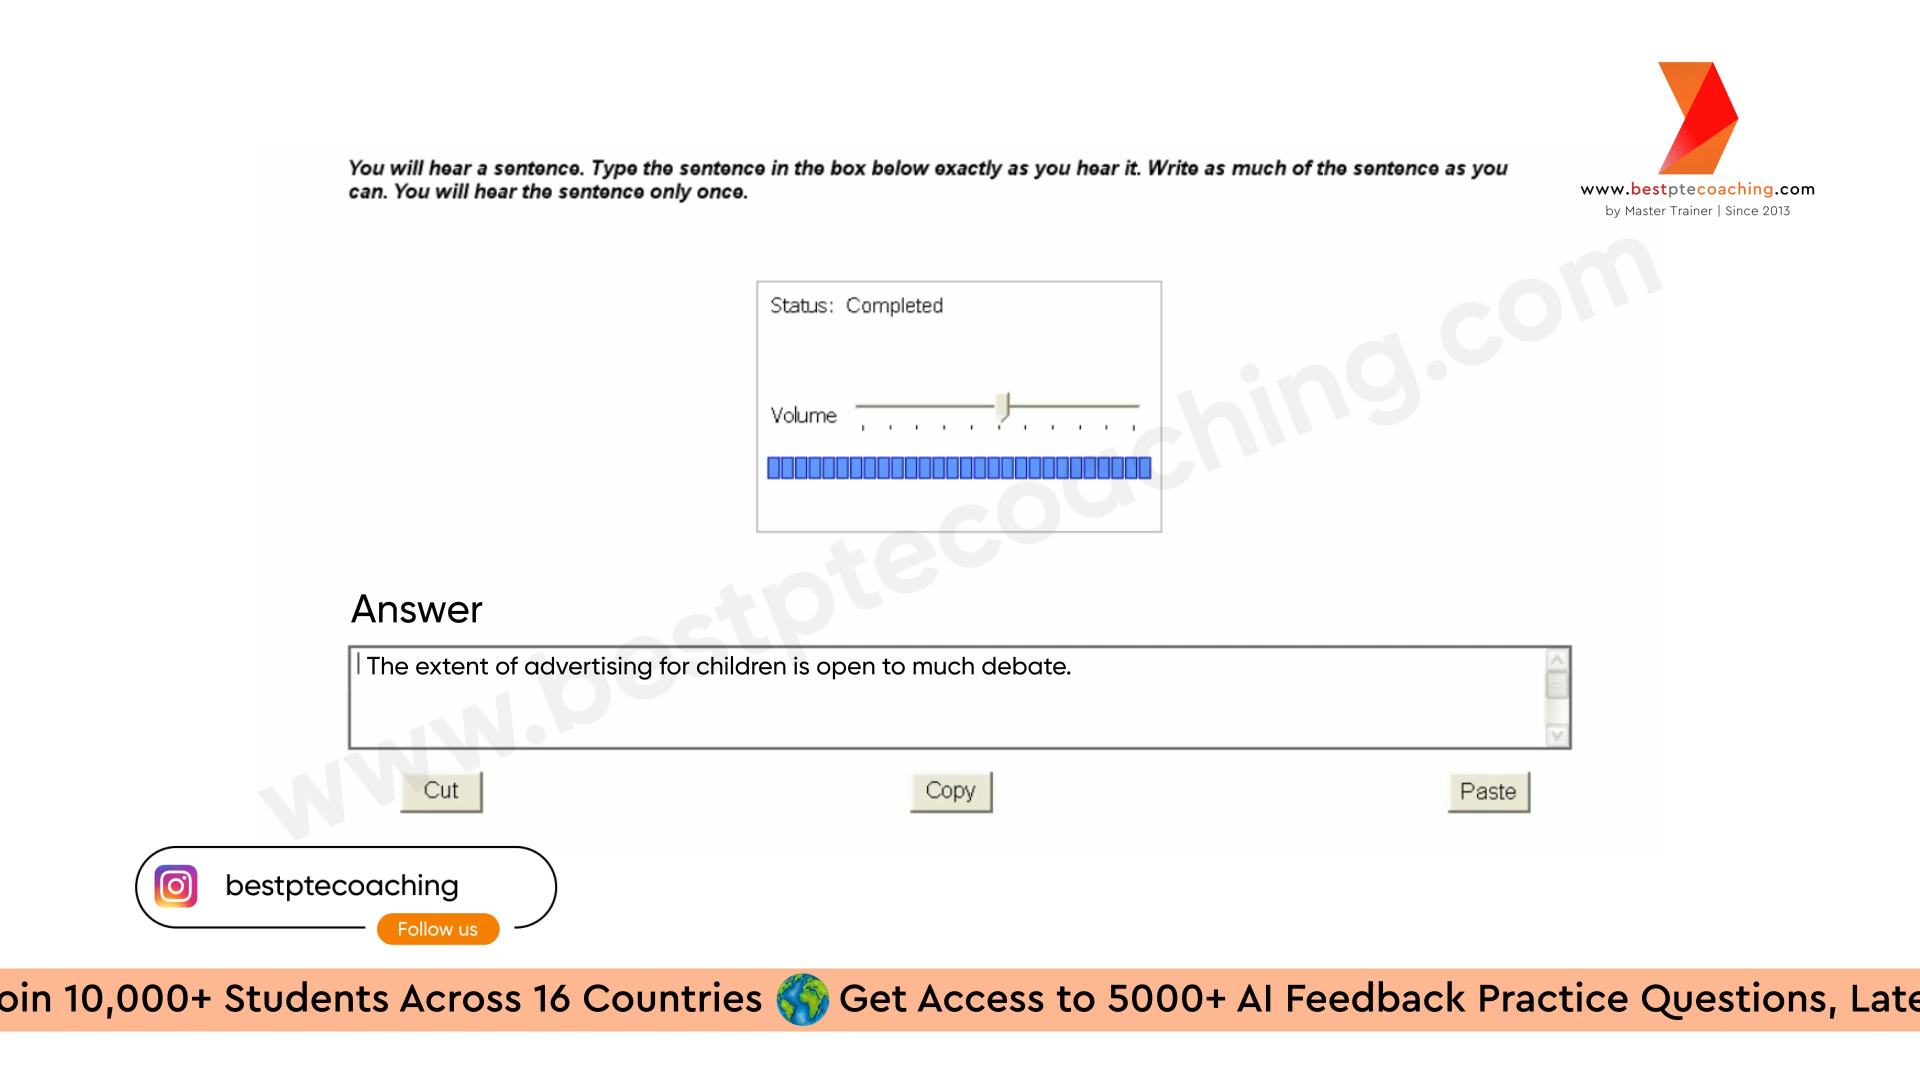 www.bestptecoaching.com
by Master Trainer | Since 2013
You will hear a sentence. Type the sentence in the box below exactly as you hear it. Write as much of the sentence as you
can. You will hear the sentence only once.
Status: Completed
Volume
www.bestptecoaching.com
Answer
The extent of advertising for children is open to much debate.
Cut
Copy
Paste
bestptecoaching
Follow us
oin 10,000+ Students Across 16 Countries Get Access to 5000+ AI Feedback Practice Questions, Late